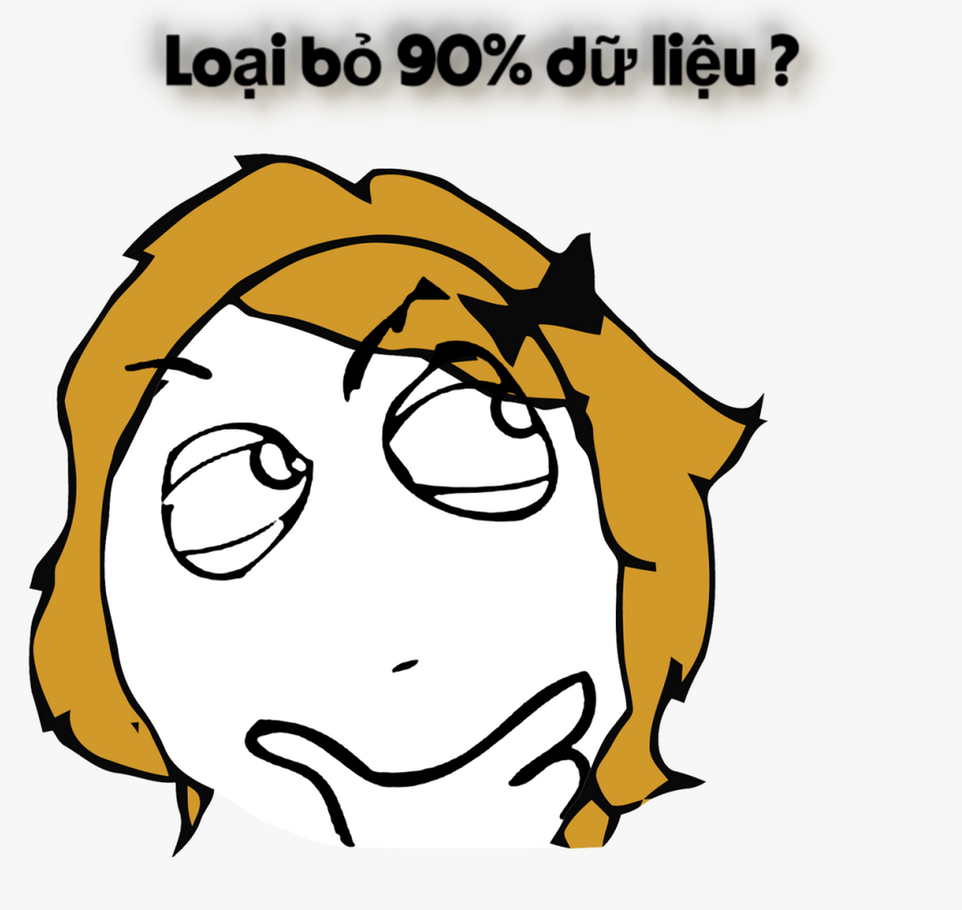 Loại bỏ 90% dữ liệu ?